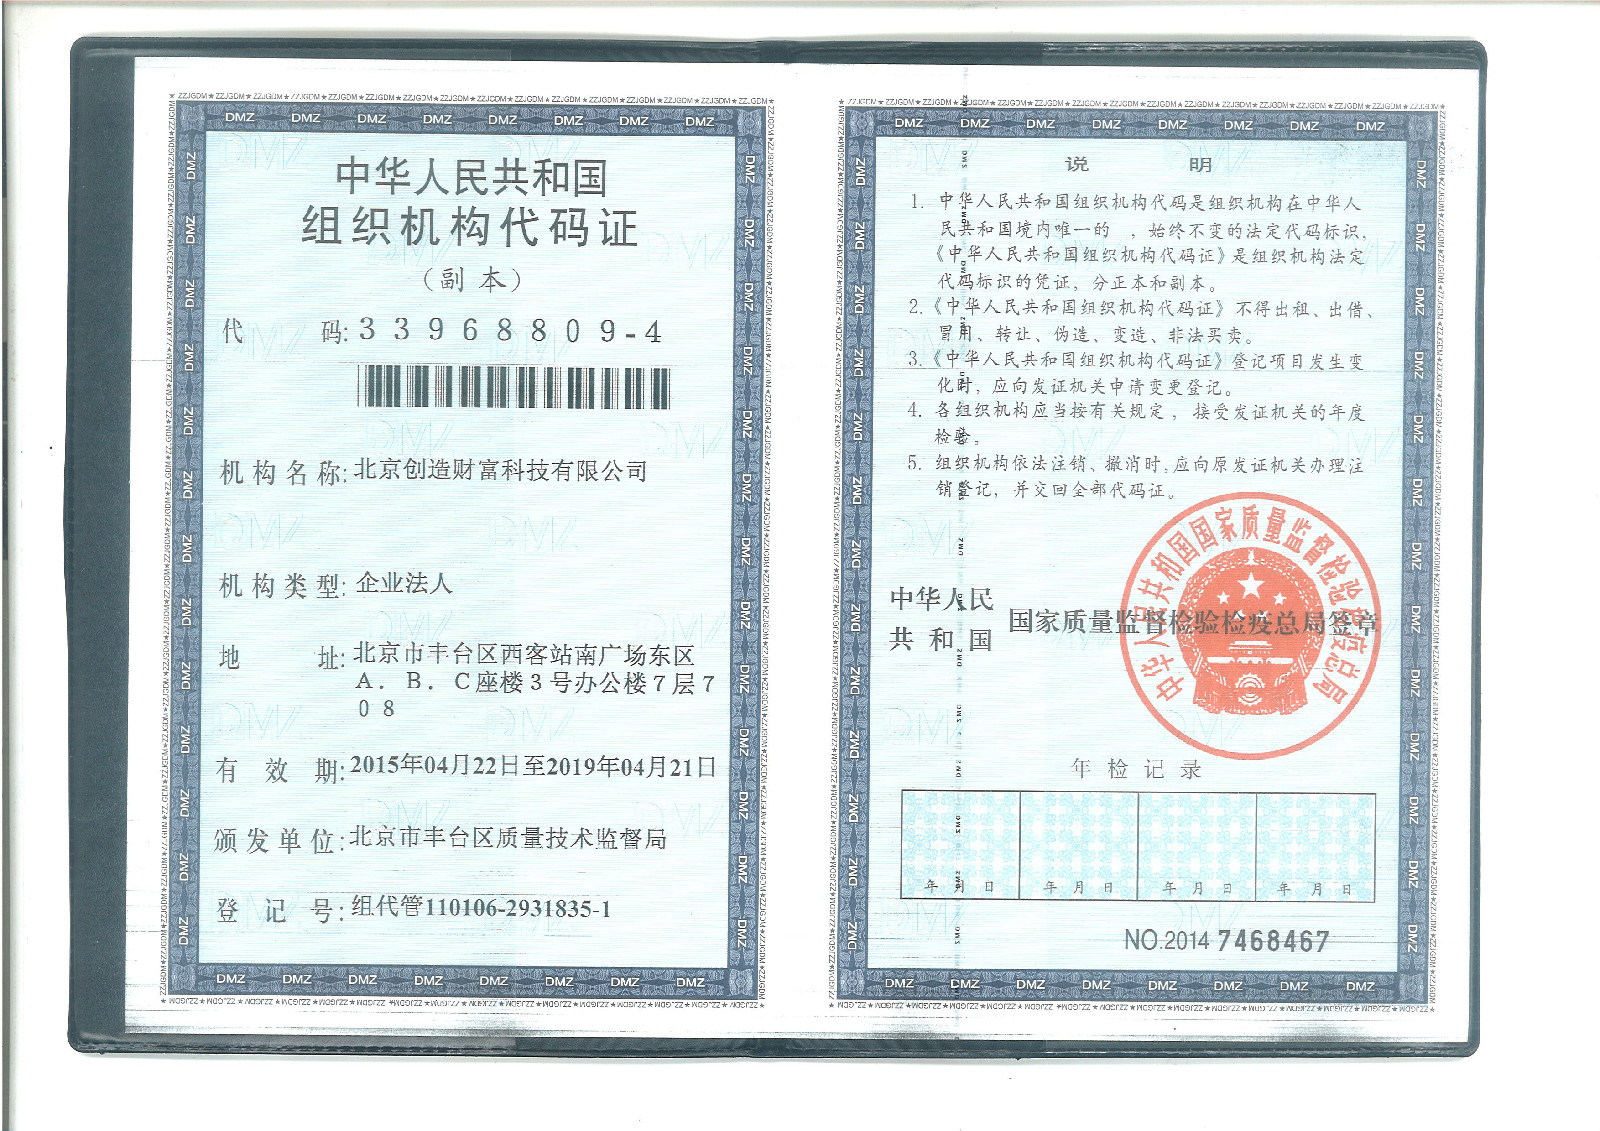 中华人民共和国
组织机构代码证
（副本）
代 码: 33968809-4
机构名称: 北京创造财富科技有限公司
机构类型: 企业法人
地 址: 北京市丰台区西客站南广场东区
A．B．C座楼3号办公楼7层7
08
有 效 期: 2015年04月22日至2019年04月21日
颁发单位: 北京市丰台区质量技术监督局
登 记 号: 组代管110106-2931835-1
说 明
1. 中华人民共和国组织机构代码是组织机构在中华人
民共和国境内唯一的 ，始终不变的法定代码标识，
《中华人民共和国组织机构代码证》是组织机构法定
代码标识的凭证，分正本和副本。
2.《中华人民共和国组织机构代码证》不得出租、出借、
冒用、转让、伪造、变造、非法买卖。
3.《中华人民共和国组织机构代码证》登记项目发生变
化时，应向发证机关申请变更登记。
4. 各组织机构应当按有关规定，接受发证机关的年度
检验。
5. 组织机构依法注销、撤消时,应向原发证机关办理注
销登记，并交回全部代码证。
中华人民
共和国
国家质量监督检验检疫总局签章
中华人民共和国国家质量监督检验检疫总局
年检记录
年 月 日 年 月 日 年 月 日 年 月 日
NO.2014 7468467